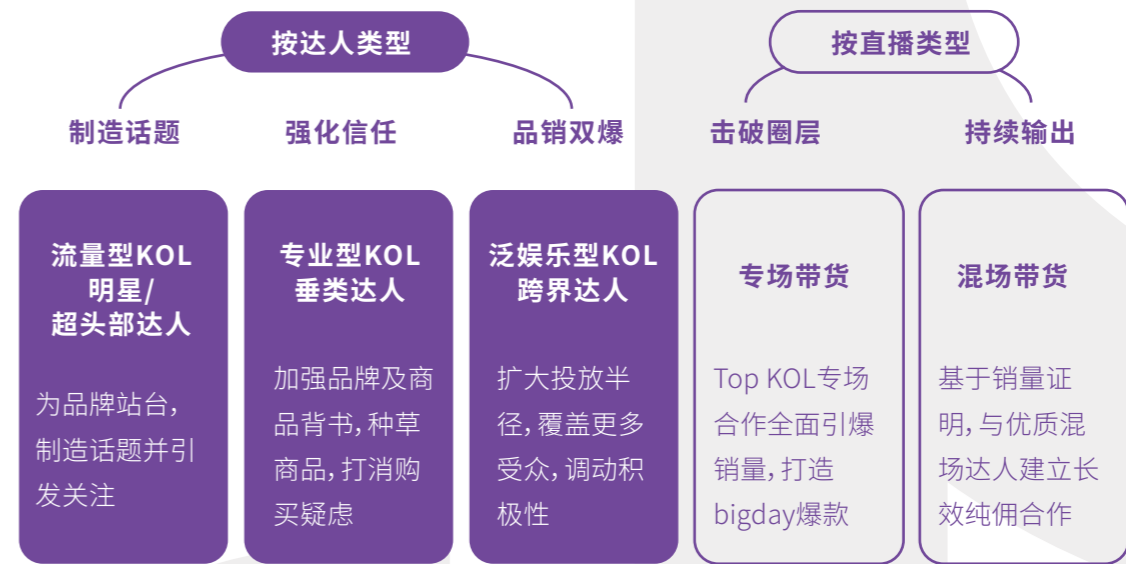 按达人类型
按直播类型
制造话题
强化信任
品销双爆
击破圈层
持续输出
流量型KOL
明星/
超头部达人
为品牌站台，
制造话题并引
发关注
专业型KOL
垂类达人
加强品牌及商
品背书，种草
商品，打消购
买疑虑
泛娱乐型KOL
跨界达人
扩大投放半
径，覆盖更多
受众，调动积
极性
专场带货
Top KOL专场
合作全面引爆
销量，打造
bigday爆款
混场带货
基于销量证
明，与优质混
场达人建立长
效纯佣合作